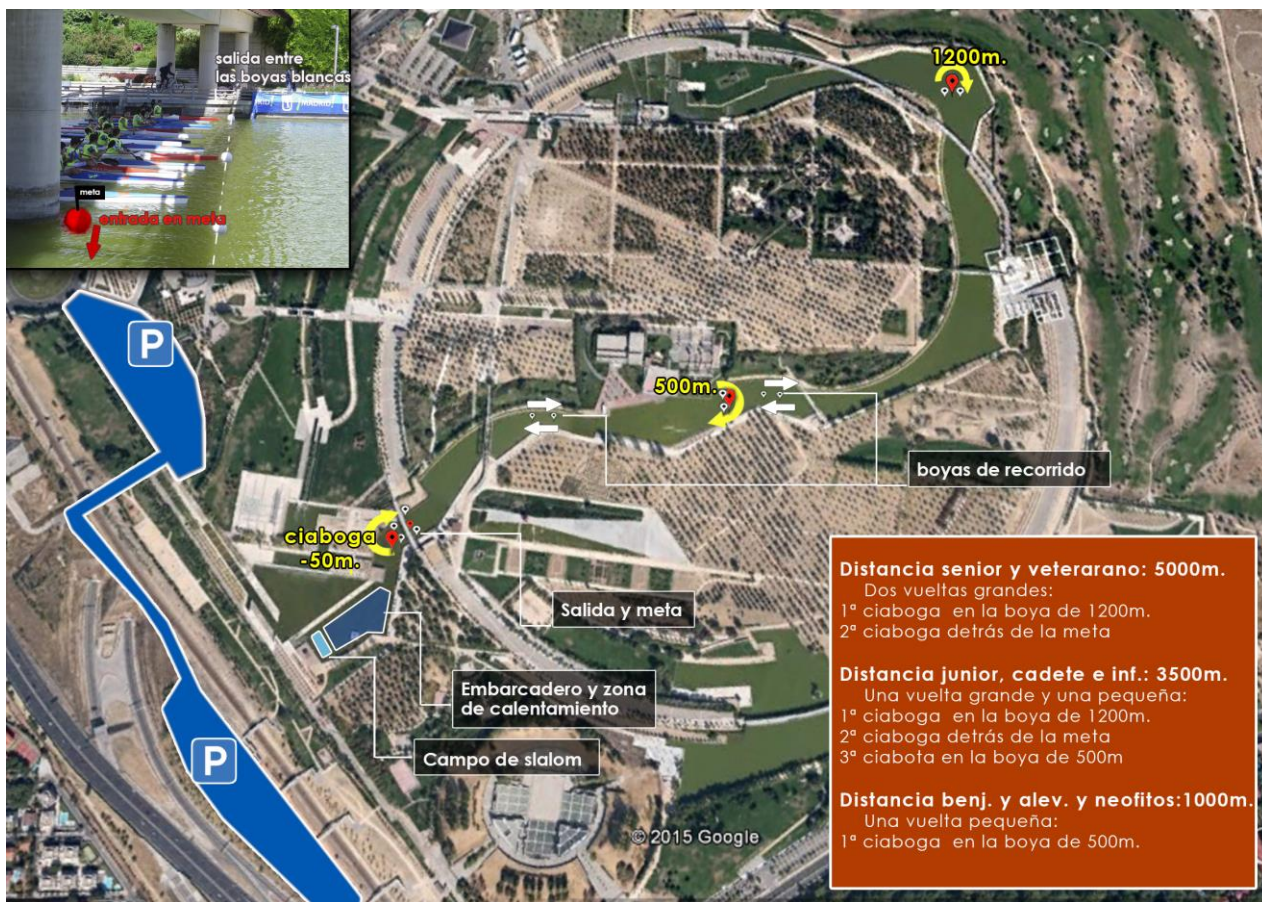 salida entre
las boyas blancas
MADRID
meta
entrada en meta
1200m.
P
500m.
boyas de recorrido
ciaboga
-50m.
Salida y meta
Embarcadero y zona
de calentamiento
P
Campo de slalom
© 2015 Google
Distancia senior y veterarano: 5000m.
Dos vueltas grandes:
1ª ciaboga en la boya de 1200m.
2ª ciaboga detrás de la meta
Distancia junior, cadete e inf.: 3500m.
Una vuelta grande y una pequeña:
1ª ciaboga en la boya de 1200m.
2ª ciaboga detrás de la meta
3ª ciabota en la boya de 500m
Distancia benj. y alev. y neofitos:1000m.
Una vuelta pequeña:
1ª ciaboga en la boya de 500m.